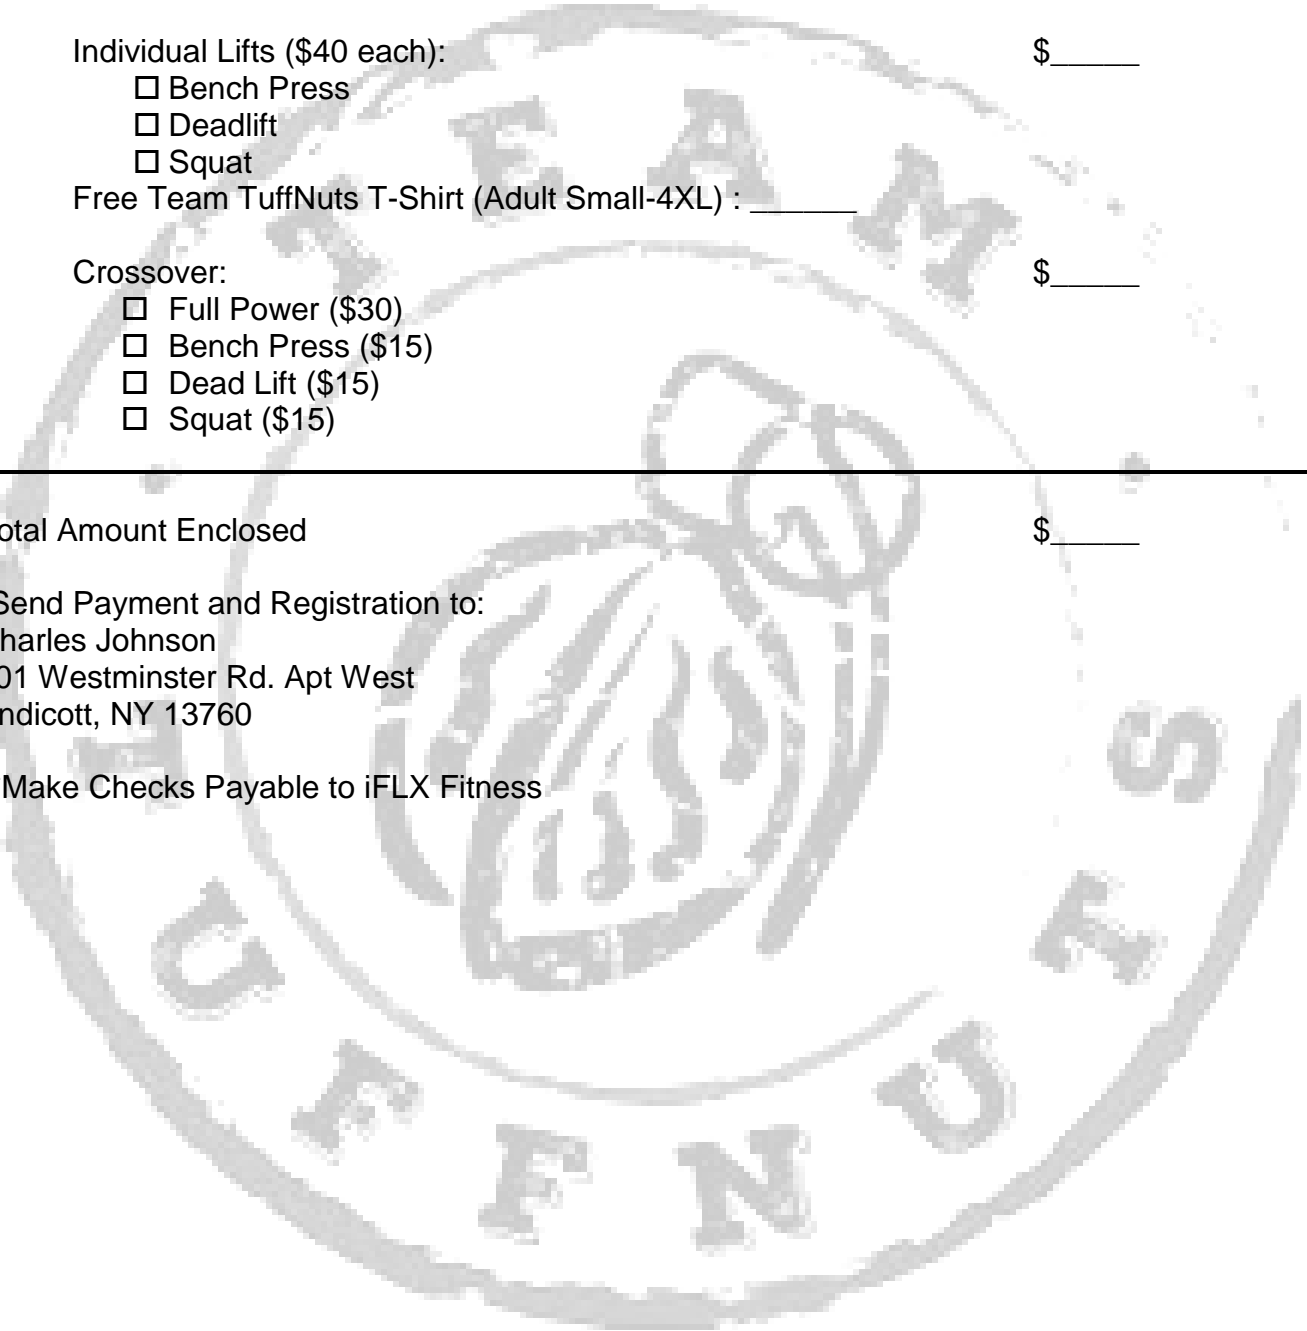 Individual Lifts ($40 each): $_____
☐ Bench Press
☐ Deadlift
☐ Squat
Free Team TuffNuts T-Shirt (Adult Small-4XL) : ______
Crossover: $_____
☐ Full Power ($30)
☐ Bench Press ($15)
☐ Dead Lift ($15)
☐ Squat ($15)
otal Amount Enclosed $_____
Send Payment and Registration to:
harles Johnson
01 Westminster Rd. Apt West
ndicott, NY 13760
Make Checks Payable to iFLX Fitness
TEAM
TUFFNUTS